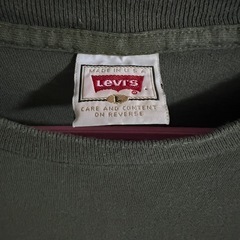 MADE IN U.S.A
LEVI'S
L
CARE AND CONTENT
ON REVERSE